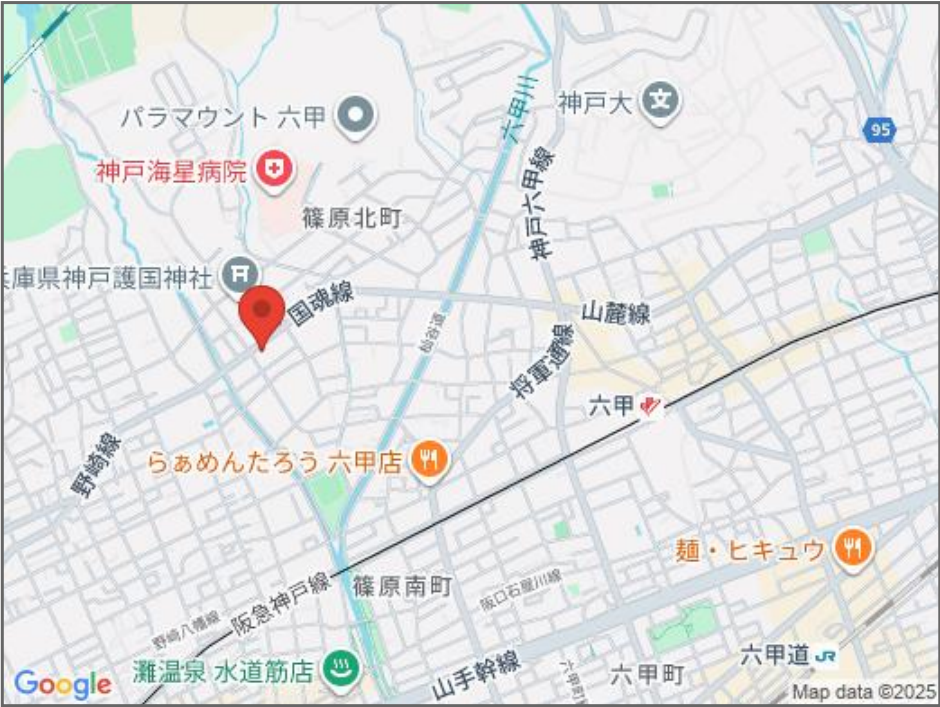 六甲川
神戸大
パラマウント 六甲
95
神戸海星病院
篠原北町
神戸六甲線
兵庫県神戸護国神社
国魂線
山麓線
杣谷道
将軍通線
六甲
野崎線
らぁめんたろう 六甲店
麺・ヒキュウ
篠原南町
阪口石屋川線
阪急神戸線
野崎八幡線
灘温泉 水道筋店
山手幹線
六甲町
六甲道 JR
Google
Map data ©2025